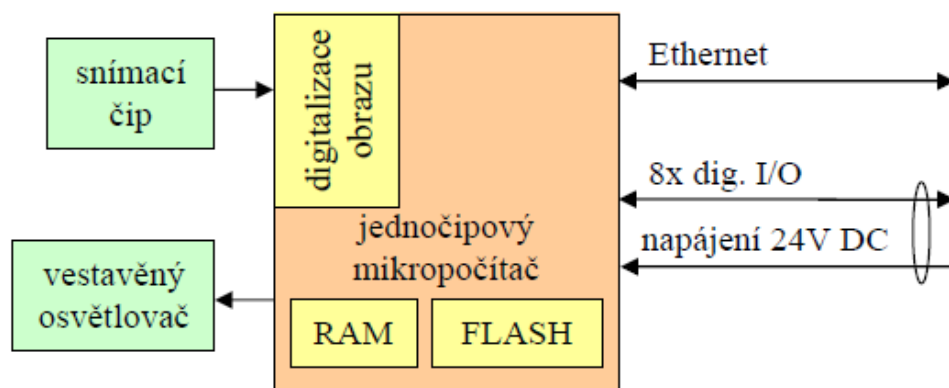 snímací
čip
digitalizace
obrazu
Ethernet
8x dig. I/O
napájení 24V DC
jednočipový
mikropočítač
vestavěný
osvětlovač
RAM
FLASH